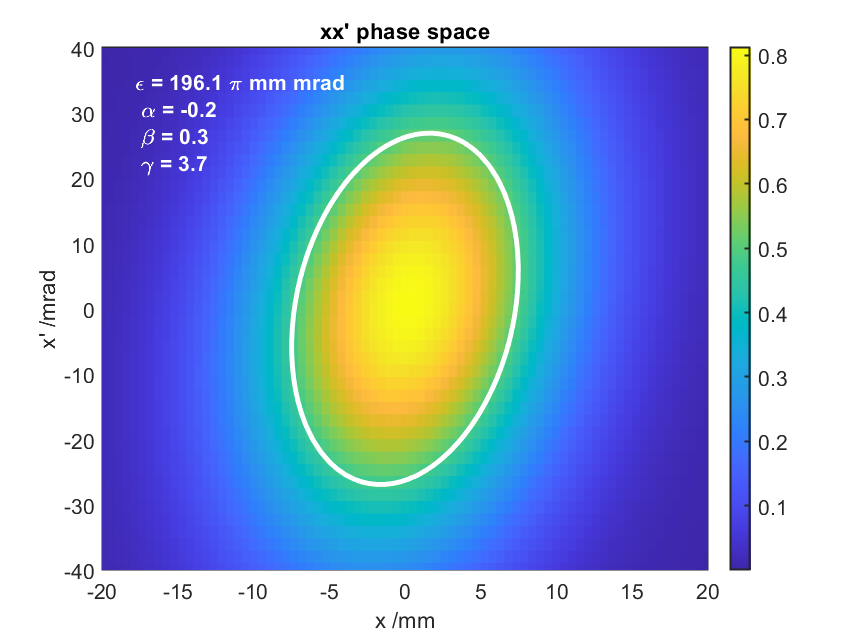 xx' phase space
ϵ = 196.1 π mm mrad
α = -0.2
β = 0.3
γ = 3.7
40
30
20
10
0
-10
-20
-30
-40
x' /mrad
-20 -15 -10 -5 0 5 10 15 20
x /mm
0.8
0.7
0.6
0.5
0.4
0.3
0.2
0.1